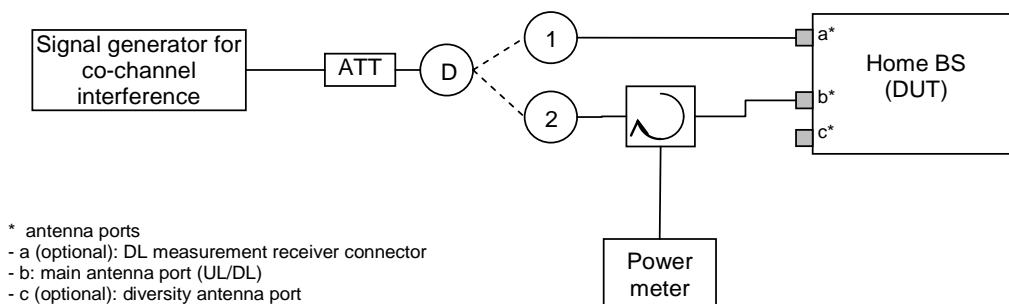 Signal generator for
co-channel
interference
ATT
D
1
2
a*
b*
c*
Home BS
(DUT)
Power
meter
* antenna ports
- a (optional): DL measurement receiver connector
- b: main antenna port (UL/DL)
- c (optional): diversity antenna port